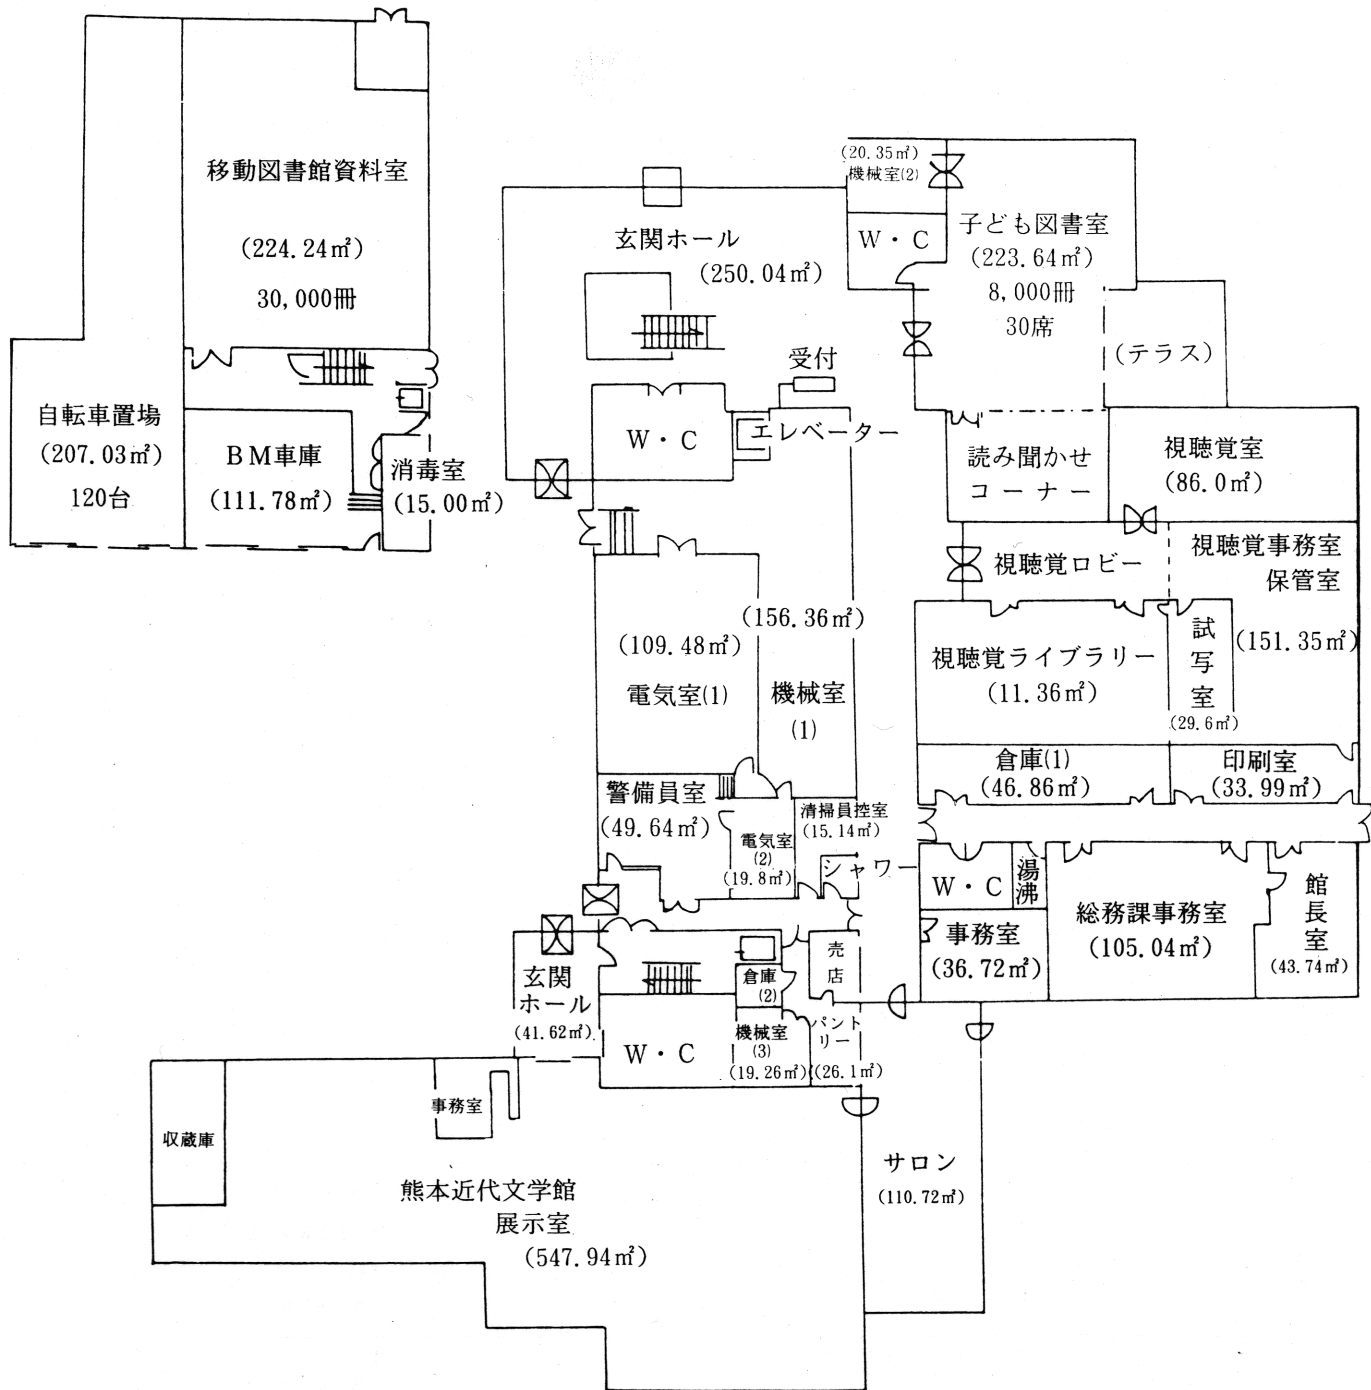 移動図書館資料室
(224.24㎡)
30,000冊
自転車置場
(207.03㎡)
120台
BM車庫
(111.78㎡)
消毒室
(15.00㎡)
玄関ホール
(250.04㎡)
受付
W・C
エレベーター
(20.35㎡)
機械室(2)
W・C
子ども図書室
(223.64㎡)
8,000冊
30席
(テラス)
読み聞かせ
コーナー
視聴覚室
(86.0㎡)
視聴覚ロビー
視聴覚事務室
保管室
(151.35㎡)
視聴覚ライブラリー
(11.36㎡)
試写室
(29.6㎡)
倉庫(1)
(46.86㎡)
印刷室
(33.99㎡)
(109.48㎡)
電気室(1)
(156.36㎡)
機械室
(1)
警備員室
(49.64㎡)
電気室
(2)
(19.8㎡)
清掃員控室
(15.14㎡)
シャワー
W・C
湯沸
事務室
(36.72㎡)
総務課事務室
(105.04㎡)
館長室
(43.74㎡)
玄関
ホール
(41.62㎡)
倉庫
(2)
売店
W・C
機械室
(3)
(19.26㎡)
パントリー
(26.1㎡)
事務室
収蔵庫
熊本近代文学館
展示室
(547.94㎡)
サロン
(110.72㎡)